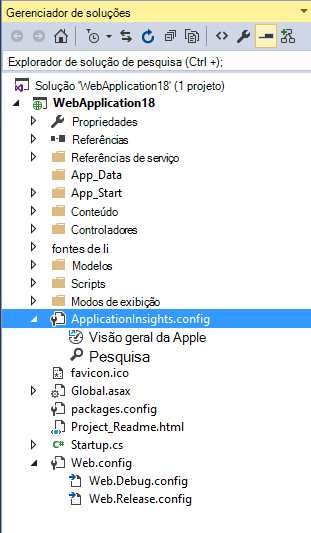 Gerenciador de soluções
Explorador de solução de pesquisa (Ctrl +);
Solução 'WebApplication18' (1 projeto)
WebApplication18
Propriedades
Referências
Referências de serviço
App_Data
App_Start
Conteúdo
Controladores
fontes de li
Modelos
Scripts
Modos de exibição
ApplicationInsights.config
Visão geral da Apple
Pesquisa
favicon.ico
Global.asax
packages.config
Project_Readme.html
C# Startup.cs
Web.config
Web.Debug.config
Web.Release.config